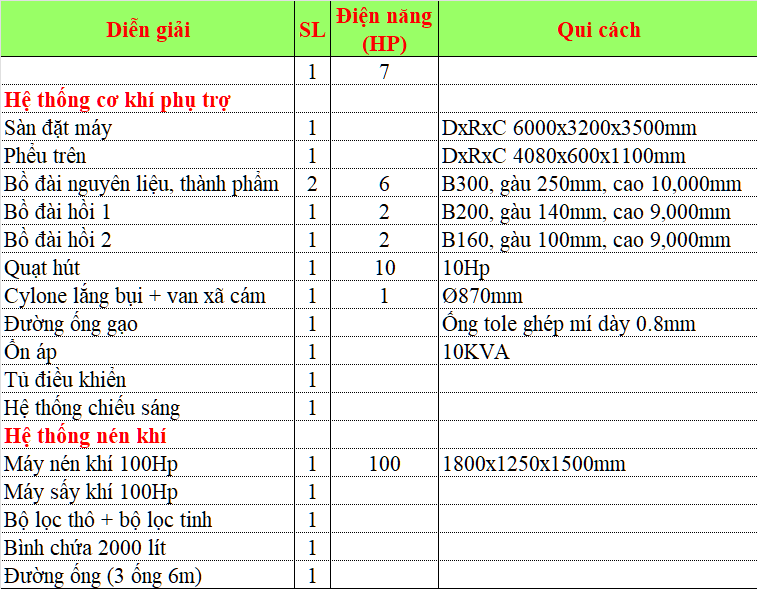 Diễn giải SL Điện năng (HP) Qui cách
1 7
Hệ thống cơ khí phụ trợ
Sàn đặt máy 1 DxRxC 6000x3200x3500mm
Phểu trên 1 DxRxC 4080x600x1100mm
Bồ đài nguyên liệu, thành phẩm 2 6 B300, gàu 250mm, cao 10,000mm
Bồ đài hồi 1 1 2 B200, gàu 140mm, cao 9,000mm
Bồ đài hồi 2 1 2 B160, gàu 100mm, cao 9,000mm
Quạt hút 1 10 10Hp
Cylone lắng bụi + van xã cám 1 1 Ø870mm
Đường ống gạo 1 Ống tole ghép mí dày 0.8mm
Ổn áp 1 10KVA
Tủ điều khiển 1
Hệ thống chiếu sáng 1
Hệ thống nén khí
Máy nén khí 100Hp 1 100 1800x1250x1500mm
Máy sấy khí 100Hp 1
Bộ lọc thô + bộ lọc tinh 1
Bình chứa 2000 lít 1
Đường ống (3 ống 6m) 1